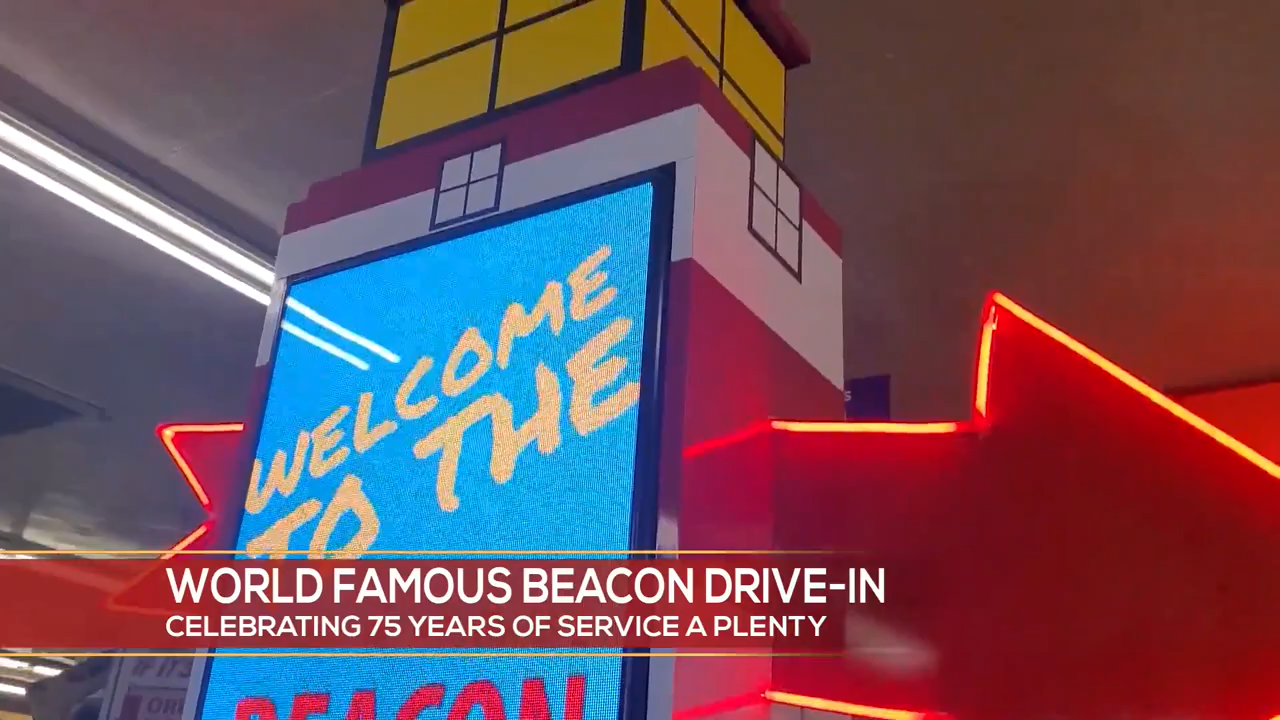 WELCOME
TO THE
WORLD FAMOUS BEACON DRIVE-IN
CELEBRATING 75 YEARS OF SERVICE A PLENTY
BEACON